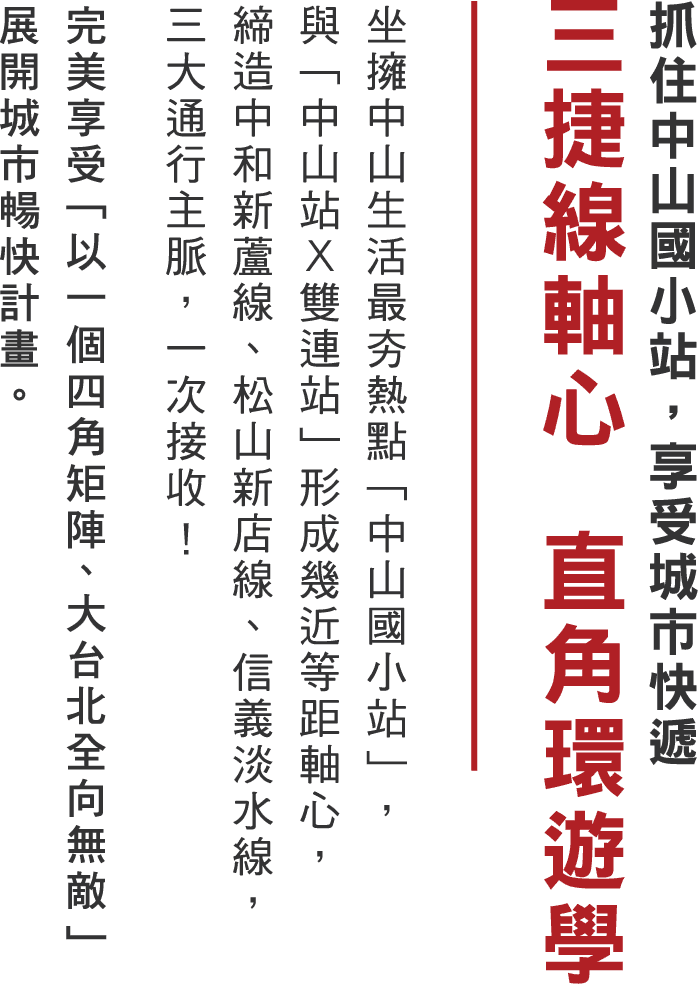 抓住中山國小站，享受城市快遞
三捷線軸心　直角環遊學
坐擁中山生活最夯熱點「中山國小站」，
與「中山站X雙連站」形成幾近等距軸心，
締造中和新蘆線、松山新店線、信義淡水線，
三大通行主脈，一次接收！
完美享受「以一個四角矩陣、大台北全向無敵」
展開城市暢快計畫。